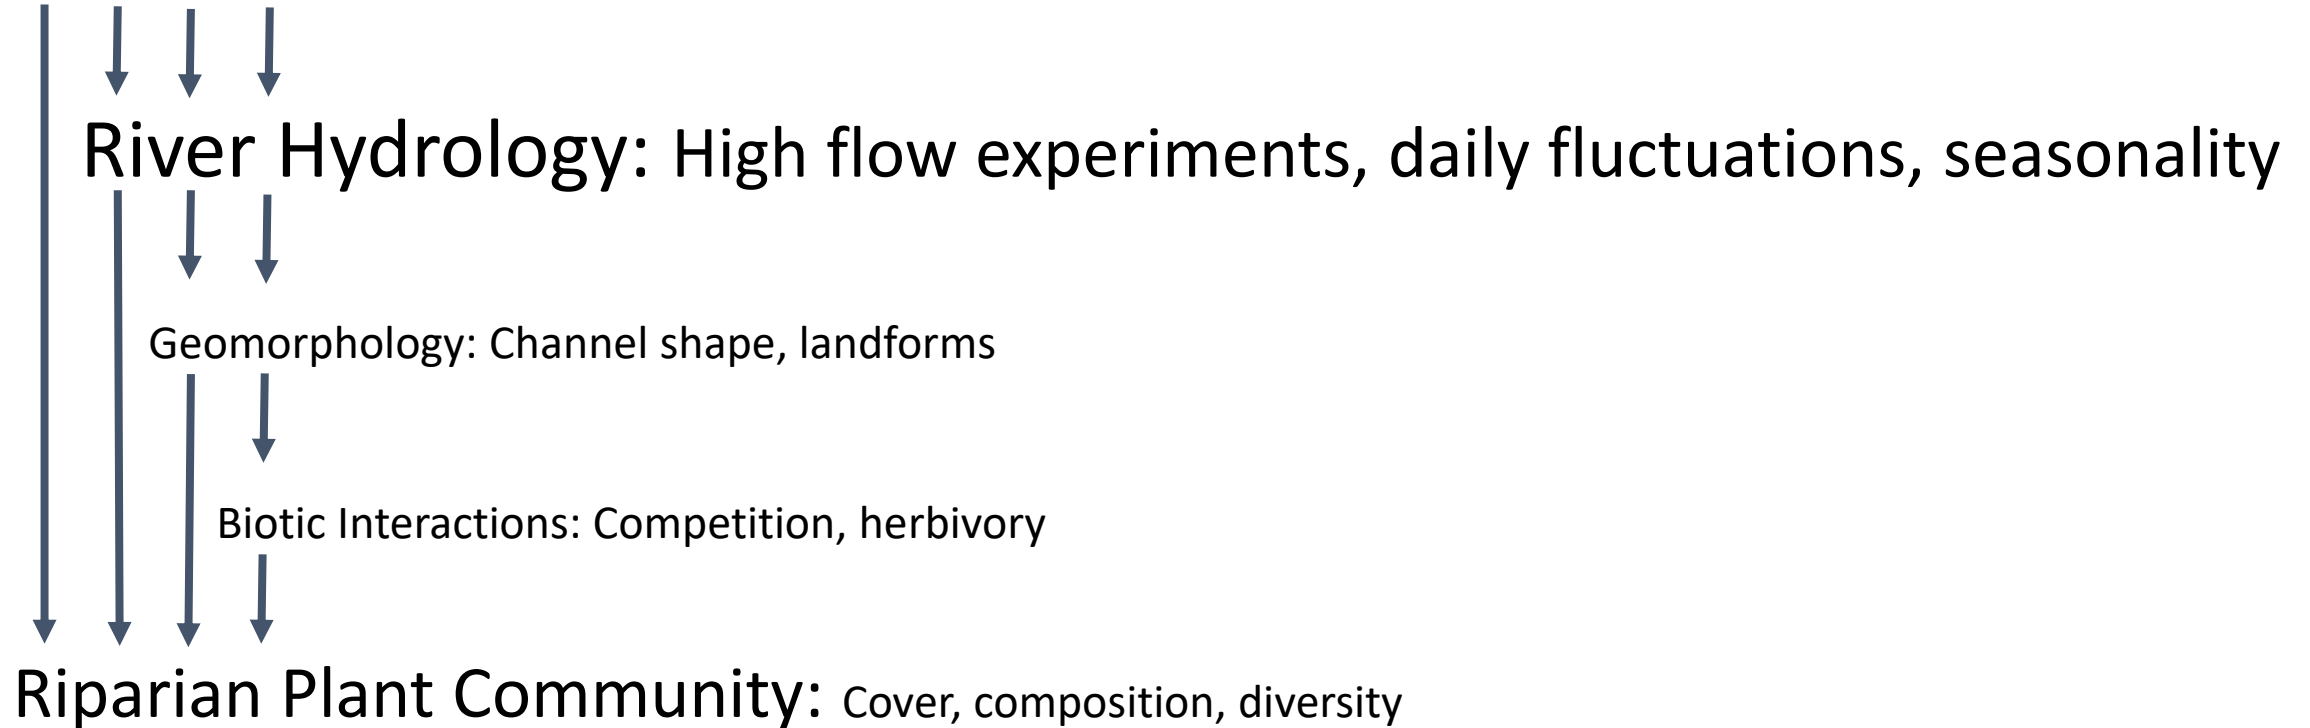 River Hydrology: High flow experiments, daily fluctuations, seasonality
Geomorphology: Channel shape, landforms
Biotic Interactions: Competition, herbivory
Riparian Plant Community: Cover, composition, diversity